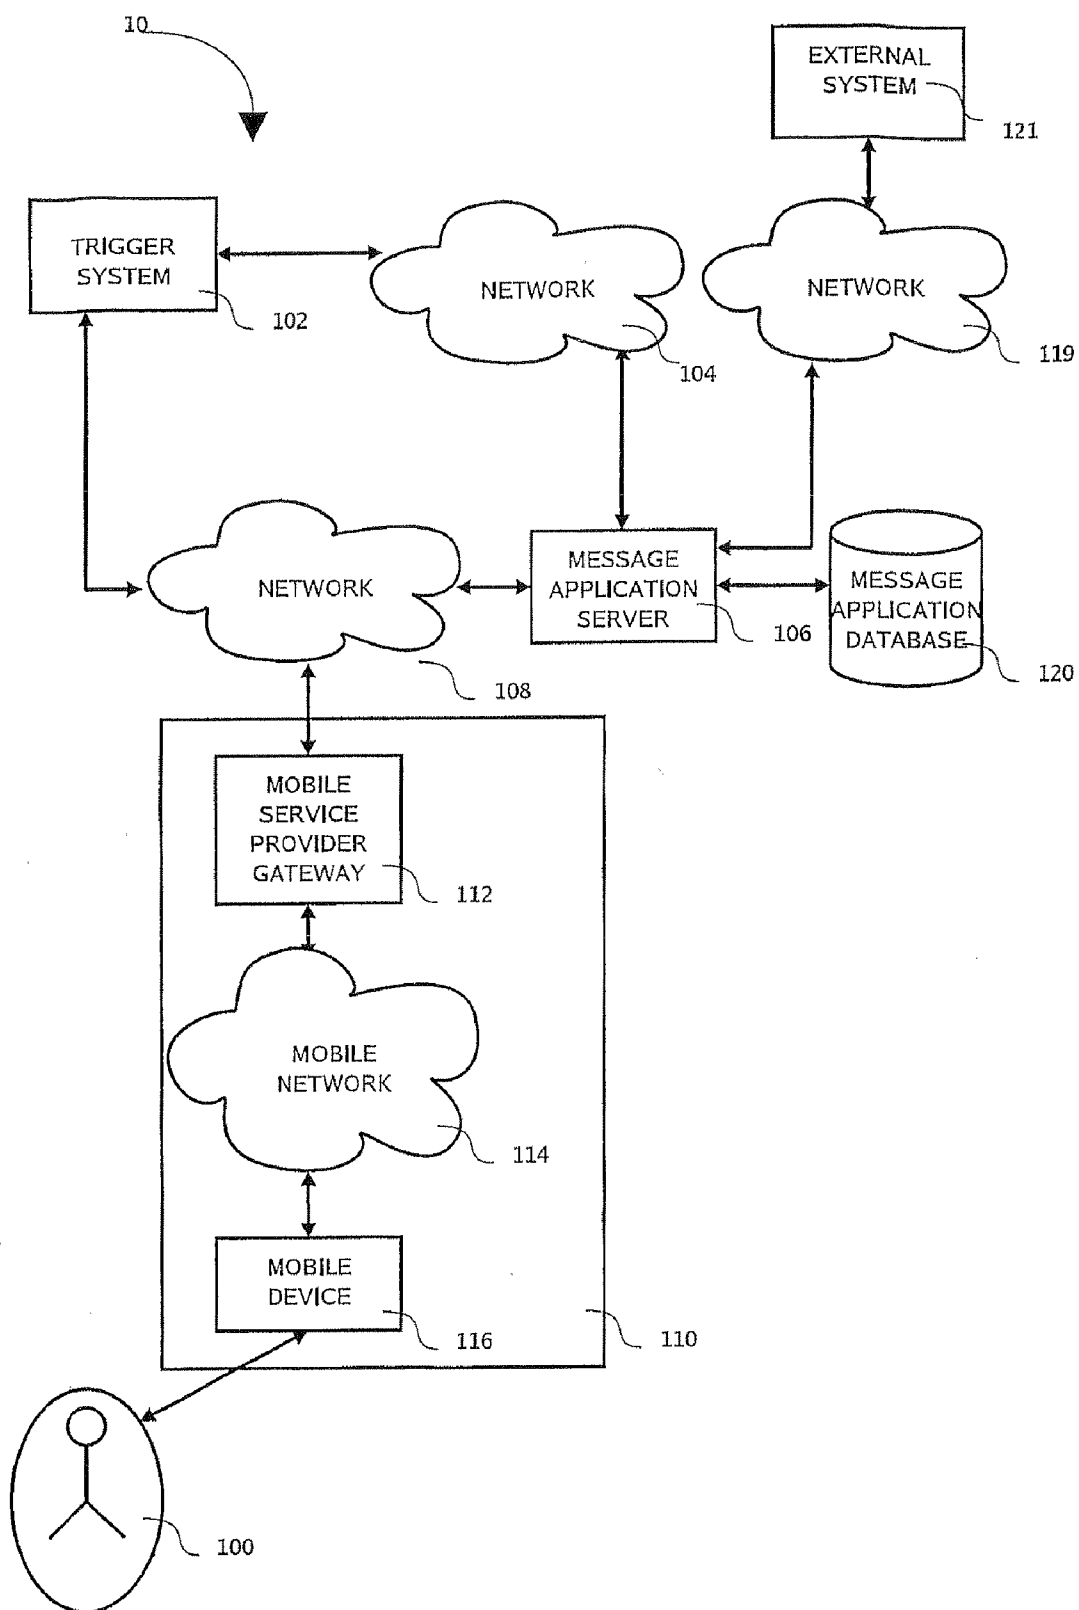 10
EXTERNAL
SYSTEM
121
TRIGGER
SYSTEM
102
NETWORK
104
NETWORK
119
NETWORK
108
MESSAGE
APPLICATION
SERVER
106
MESSAGE
APPLICATION
DATABASE
120
MOBILE
SERVICE
PROVIDER
GATEWAY
112
MOBILE
NETWORK
114
MOBILE
DEVICE
116
110
100